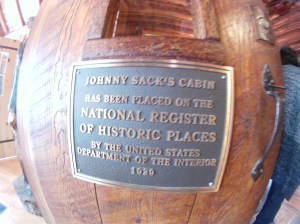 JOHNNY SACK'S CABIN
HAS BEEN PLACED ON THE
NATIONAL REGISTER
OF HISTORIC PLACES
BY THE UNITED STATES
DEPARTMENT OF THE INTERIOR
1929